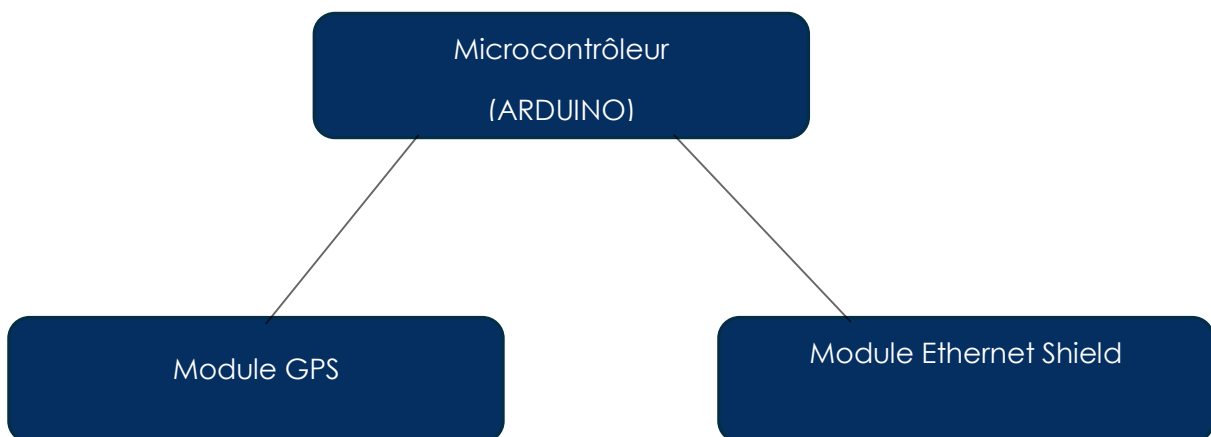 Microcontrôleur
(ARDUINO)
Module GPS
Module Ethernet Shield